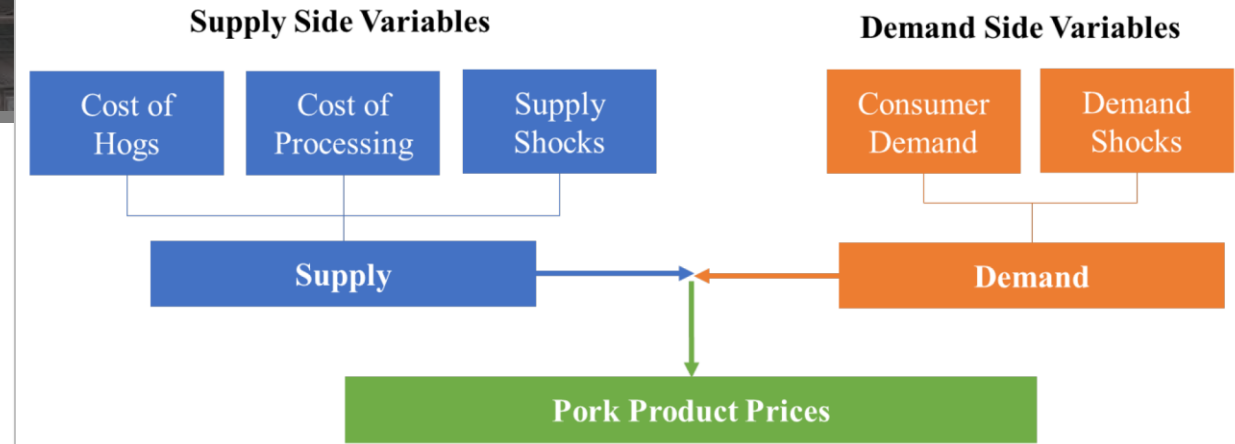 Supply Side Variables
Demand Side Variables
Cost of
Hogs
Cost of
Processing
Supply
Shocks
Consumer
Demand
Demand
Shocks
Supply
Demand
Pork Product Prices